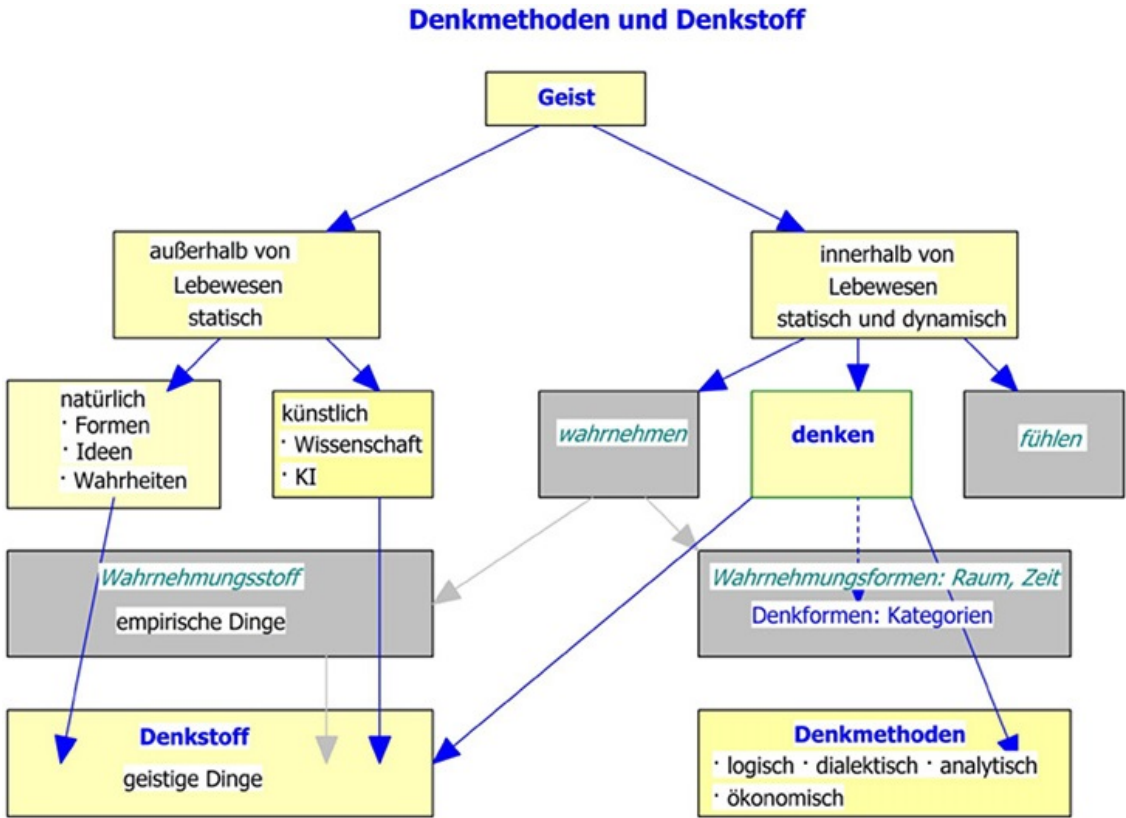 Denkmethoden und Denkstoff
Geist
außerhalb von
Lebewesen
statisch
innerhalb von
Lebewesen
statisch und dynamisch
natürlich
· Formen
· Ideen
· Wahrheiten
künstlich
· Wissenschaft
· KI
wahrnehmen
denken
fühlen
Wahrnehmungsstoff
empirische Dinge
Wahrnehmungsformen: Raum, Zeit
Denkformen: Kategorien
Denkstoff
geistige Dinge
Denkmethoden
· logisch · dialektisch · analytisch
· ökonomisch